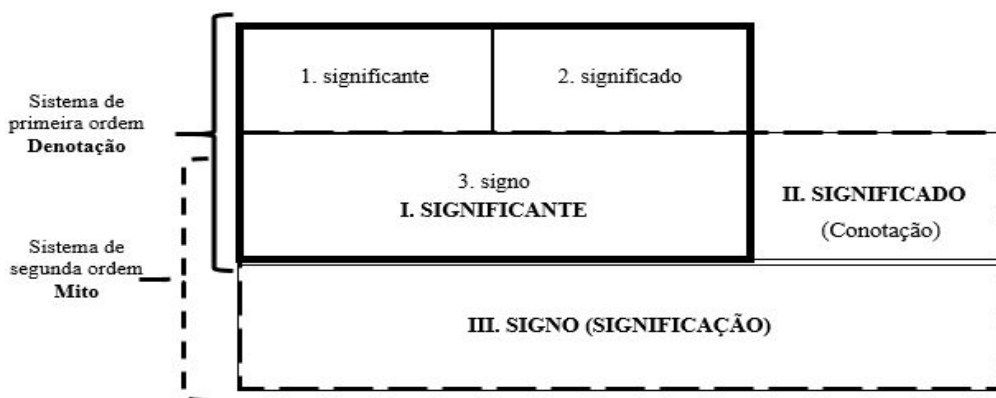 1. significante
2. significado
Sistema de
primeira ordem
Denotação
3. signo
I. SIGNIFICANTE
II. SIGNIFICADO
(Conotação)
Sistema de
segunda ordem
Mito
III. SIGNO (SIGNIFICAÇÃO)